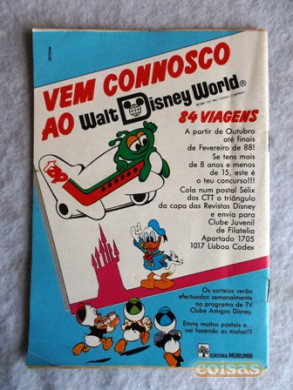 VEM CONNOSCO
AO Walt Disney World®
84 VIAGENS
A partir de Outubro
até finais
de Fevereiro de 88!
Se tens mais
de 8 anos e menos
de 15, este é
o teu concurso!!!
Cola num postal Sélix
dos CTT o triângulo
da capa das Revistas Disney
e envia para
Clube Juvenil
de Filatelia
Apartado 1705
1017 Lisboa Codex
Os sorteios serão
efectuados semanalmente
no programa de TV
Clube Amigos Disney
Envia muitos postais e...
vai fazendo as malas!!!
EDITORA MORUMBI
coisas